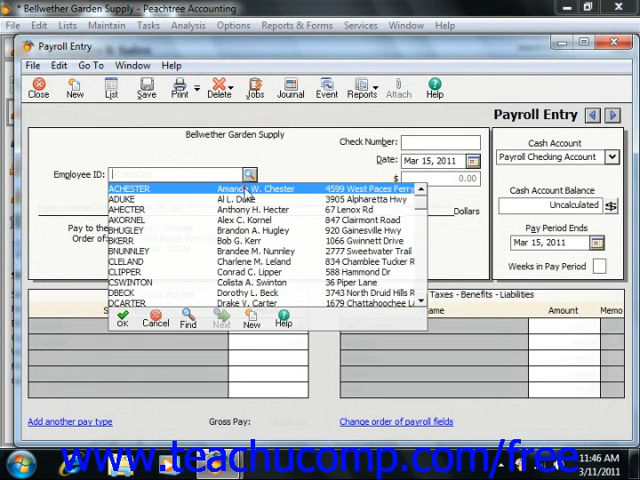 * Bellwether Garden Supply - Peachtree Accounting
File Edit Lists Maintain Tasks Analysis Options Reports & Forms Services Window Help
Payroll Entry
File Edit Go To Window Help
Close New List Save Print Delete Jobs Journal Event Reports Attach Help
Payroll Entry
Bellwether Garden Supply
Check Number:
Cash Account
Date: Mar 15, 2011
Payroll Checking Account
Employee ID:
$ 0.00
ACHESTER Amanda W. Chester 4599 West Paces Ferry
Cash Account Balance
ADUKE Al L. Duke 3905 Alpharetta Hwy
Uncalculated
AHECTER Anthony H. Hecter 67 Lenox Rd
Dollars
AKORNEL Alex C. Kornel 847 Clairmont Road
Pay to the
Order of:
BHUGLEY Brandon A. Hugley 920 Gainesville Hwy
Pay Period Ends
BKERR Bob G. Kerr 1066 Gwinnett Drive
Mar 15, 2011
BNUNNLEY Brandee M. Nunnley 2777 Sweetwater Trail
CLELAND Charlene M. Leland 834 Chamblee Tucker R
Weeks in Pay Period
CLIPPER Conrad C. Lipper 588 Hammond Dr
CSWINTON Colista A. Swinton 36 Piper Lane
DBECK Dorothy L. Beck 3743 North Druid Hills R
DCARTER Drake V. Carter 1679 Chattahoochee L
Taxes - Benefits - Liabilities
Amount Memo
OK Cancel Find Next New Help
Add another pay type
Gross Pay:
Change order of payroll fields
www.teachucomp.com/free
11:46 AM
3/11/2011